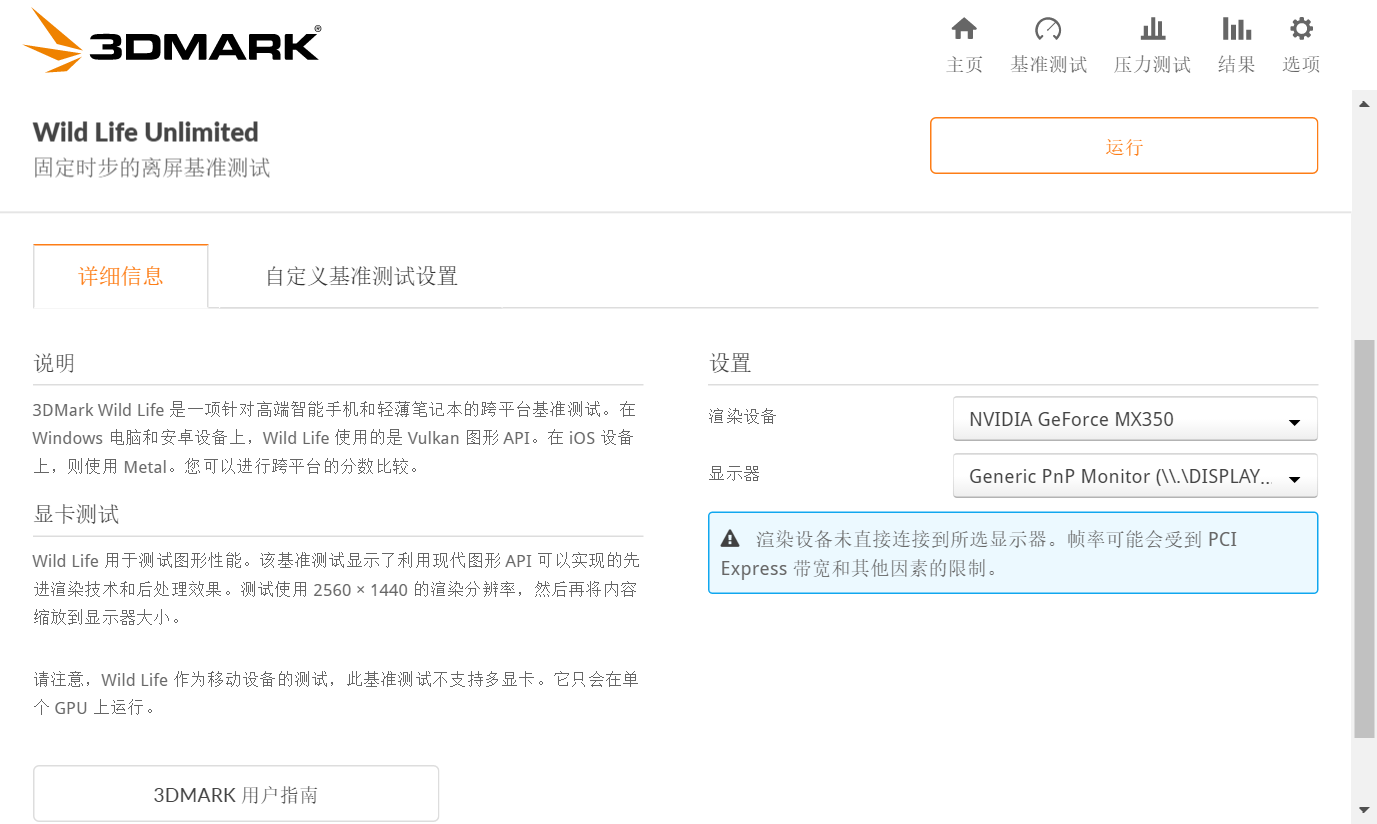 3DMARK®
主页
基准测试
压力测试
结果
选项
Wild Life Unlimited
固定时步的离屏基准测试
运行
详细信息
自定义基准测试设置
说明
3DMark Wild Life 是一项针对高端智能手机和轻薄笔记本的跨平台基准测试。在
Windows 电脑和安卓设备上，Wild Life 使用的是 Vulkan 图形 API。在 iOS 设备
上，则使用 Metal。您可以进行跨平台的分数比较。
显卡测试
Wild Life 用于测试图形性能。该基准测试显示了利用现代图形 API 可以实现的先
进渲染技术和后处理效果。测试使用 2560 × 1440 的渲染分辨率，然后再将内容
缩放到显示器大小。
请注意，Wild Life 作为移动设备的测试，此基准测试不支持多显卡。它只会在单
个 GPU 上运行。
3DMARK 用户指南
设置
渲染设备
NVIDIA GeForce MX350
显示器
Generic PnP Monitor (\\.\DISPLAY...
渲染设备未直接连接到所选显示器。帧率可能会受到 PCI
Express 带宽和其他因素的限制。